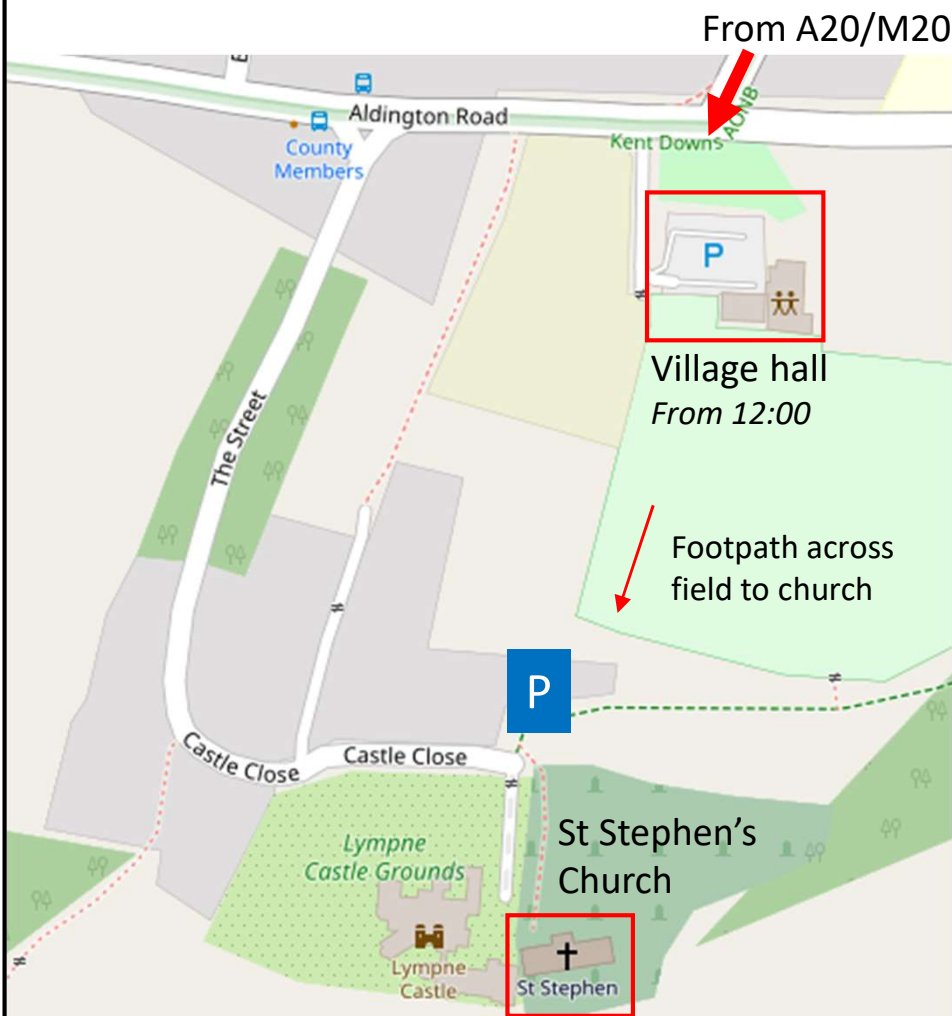 From A20/M20
E
Aldington Road
County
Members
Kent Downs AONB
P
Village hall
From 12:00
The Street
Footpath across
field to church
P
Castle Close
Castle Close
St Stephen's
Church
Lympne
Castle Grounds
Lympne
Castle
St Stephen